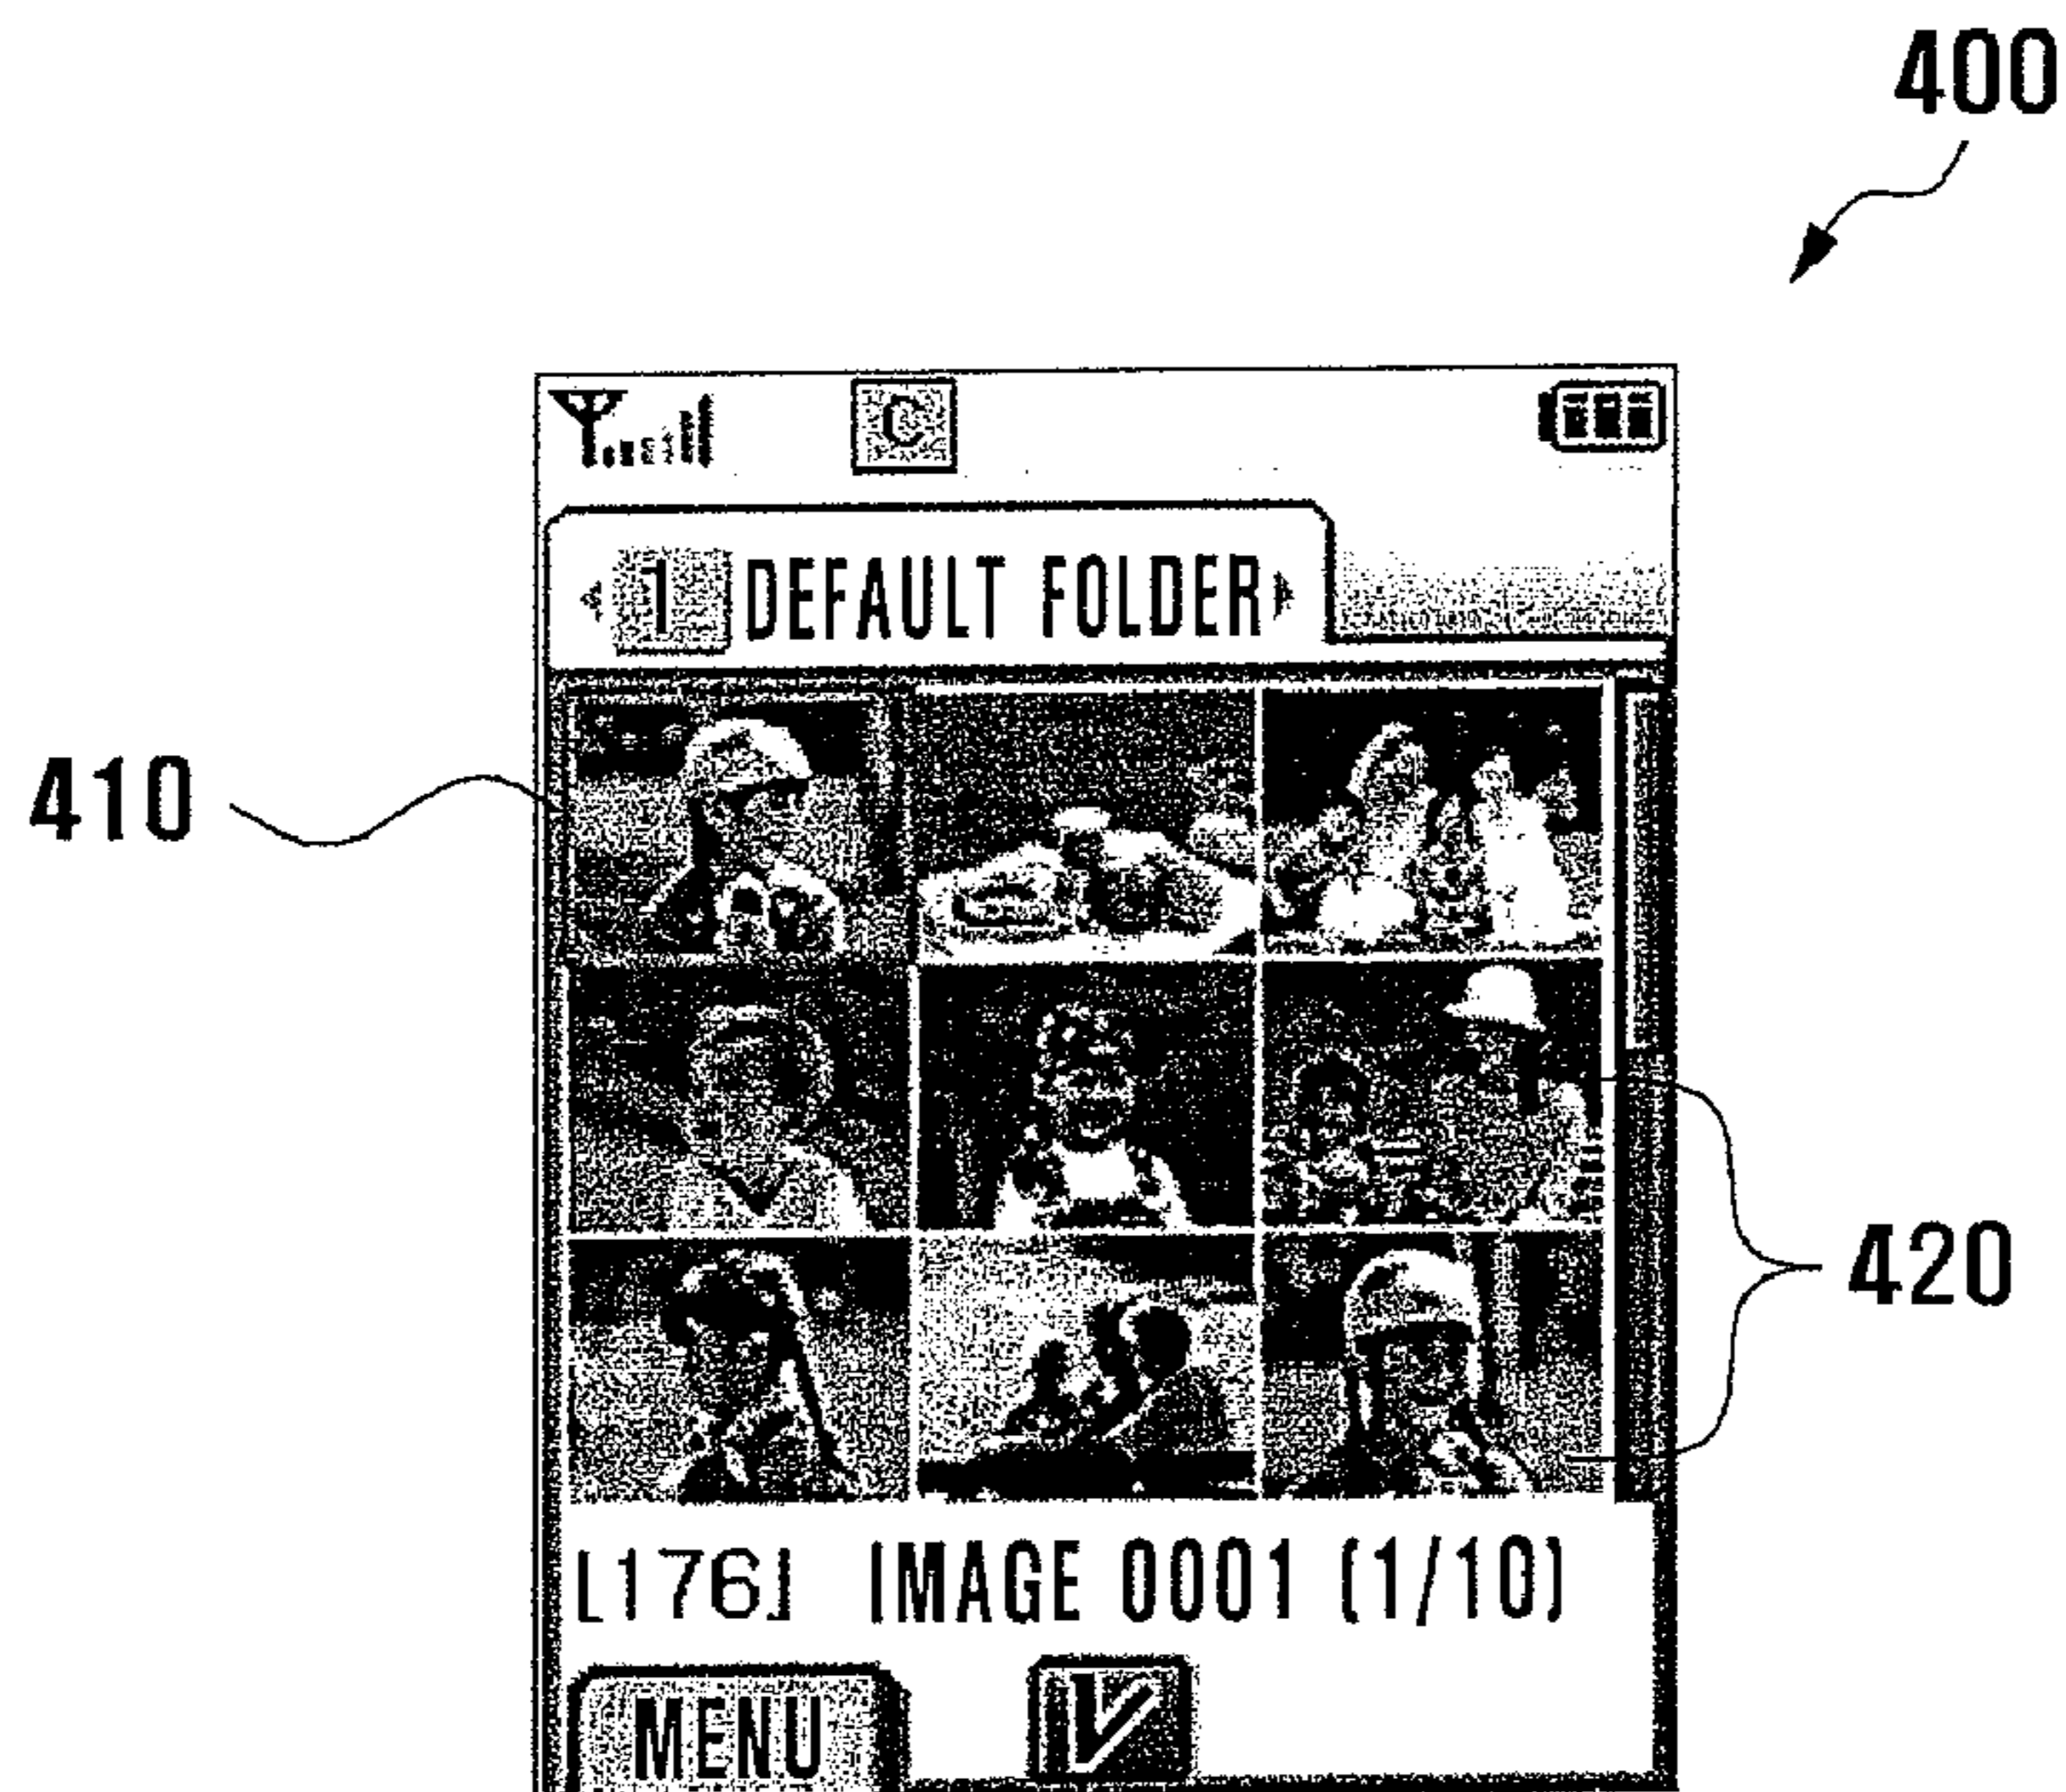 400
C
1 DEFAULT FOLDER
410
420
[176] IMAGE 0001 (1/10)
MENU